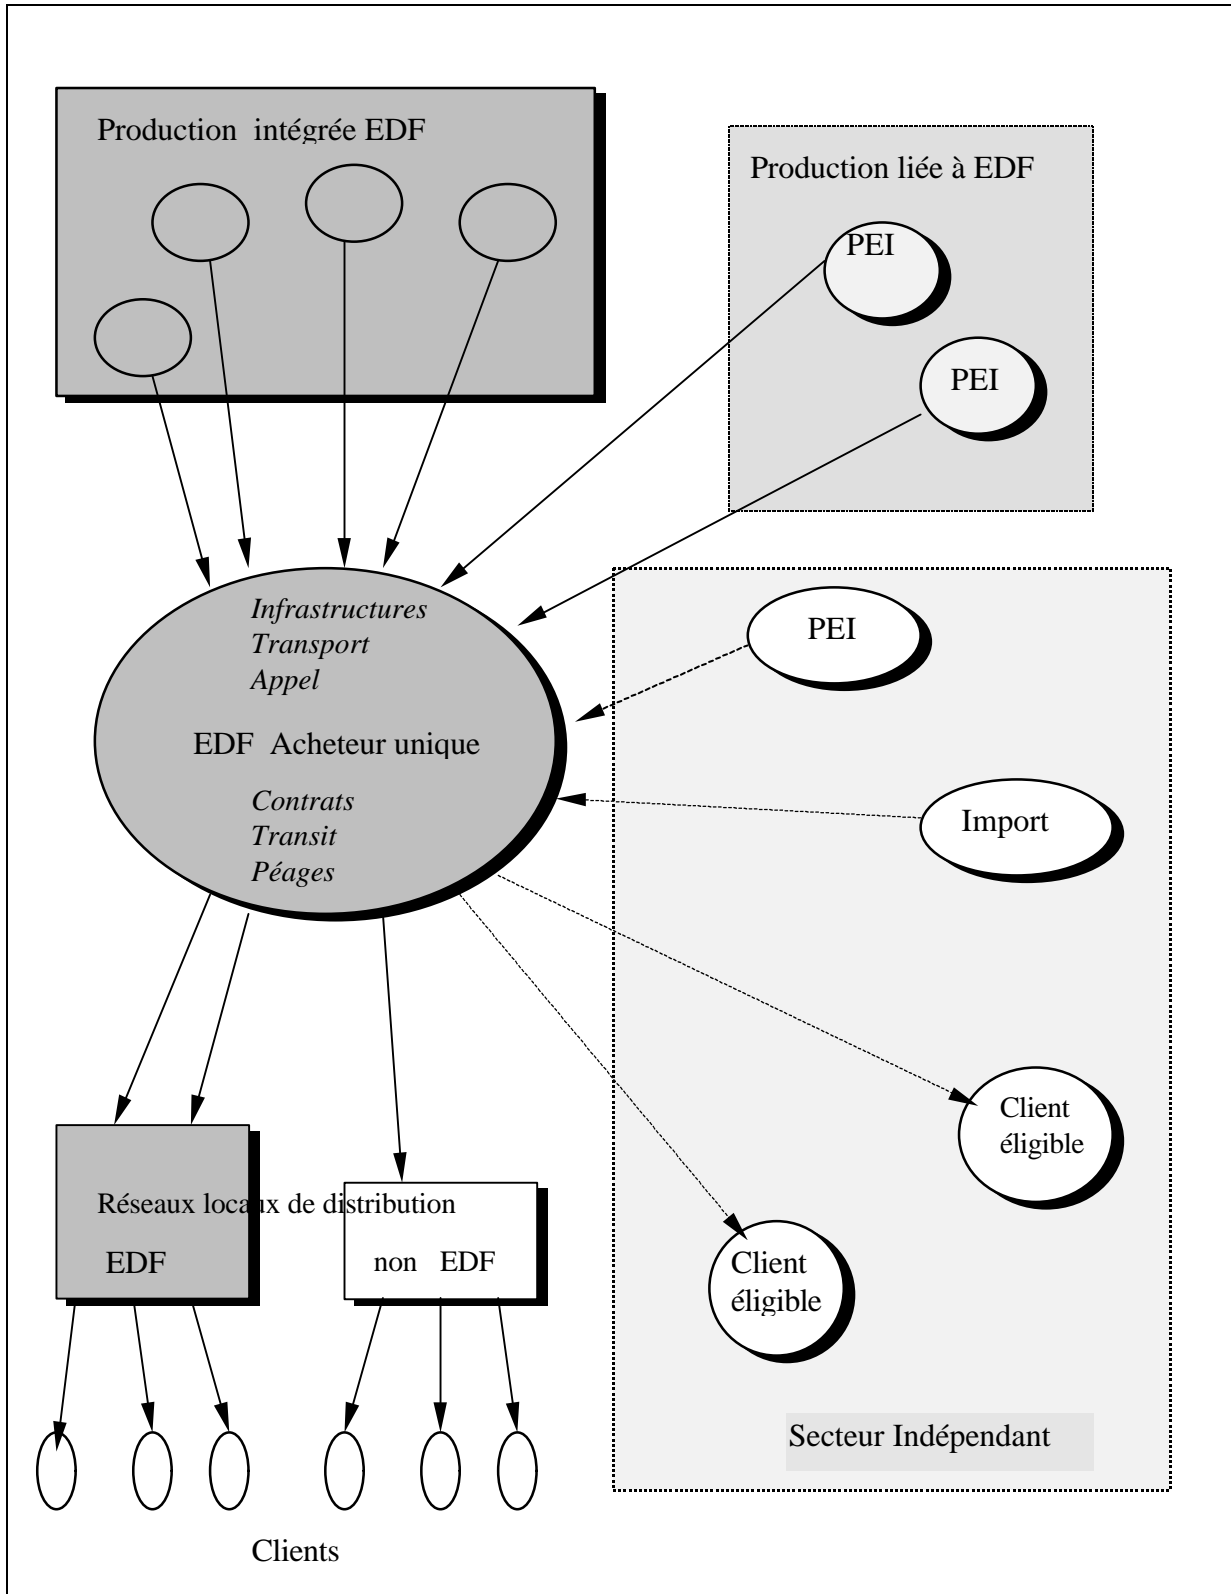 Production intégrée EDF
Production liée à EDF
PEI
PEI
Infrastructures
Transport
Appel
EDF Acheteur unique
Contrats
Transit
Péages
PEI
Import
Client
éligible
Client
éligible
Secteur Indépendant
Réseaux locaux de distribution
EDF
non EDF
Clients